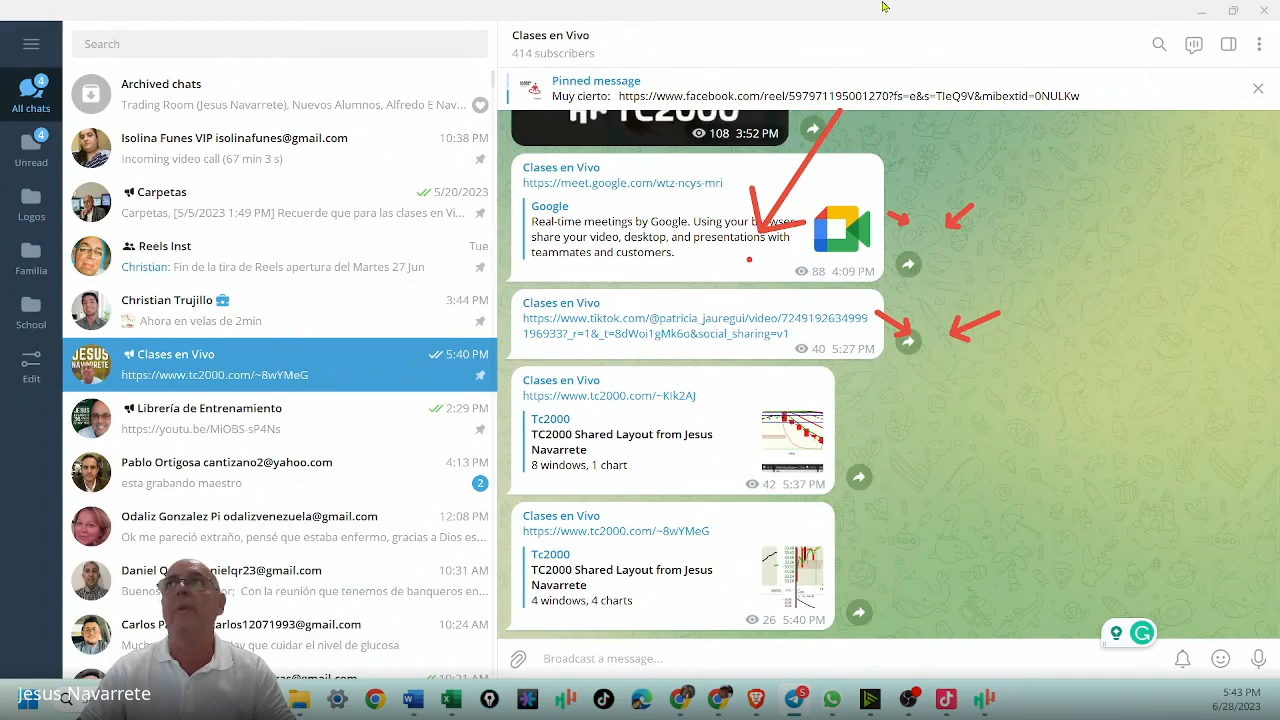 Search
Archived chats
Trading Room (Jesus Navarrete), Nuevos Alumnos, Alfredo E Nav...
Isolina Funes VIP isolinafunes@gmail.com 10:38 PM
Incoming video call (67 min 3 s)
Carpetas 5/20/2023
Carpetas, [5/5/2023 1:49 PM] Recuerde que para las clases en Vi...
Reels Inst Tue
Christian: Fin de la tira de Reels apertura del Martes 27 Jun
Christian Trujillo 3:44 PM
Ahora en velas de 2min
JESUS
NAVARRETE
Clases en Vivo 5:40 PM
https://www.tc2000.com/~8wYMeG
Librería de Entrenamiento 2:29 PM
https://youtu.be/MiOBS-sP4Ns
Pablo Ortigosa cantizano2@yahoo.com 4:13 PM
esta grabando maestro 2
Odaliz Gonzalez Pi odalizvenezuela@gmail.com 12:08 PM
Ok me pareció extraño, pensé que estaba enfermo, gracias a Dios es...
Daniel 10:31 AM
Con la reunión que tenemos de banqueros en...
Carlos 10:24 AM
que cuidar el nivel de glucosa
10:21 AM
4
All chats
4
Unread
Logos
Familia
School
Edit
Clases en Vivo
414 subscribers
Pinned message
Muy cierto: https://www.facebook.com/reel/597971195001270?fs=e&s=TIeQ9V&mibextid=0NULKw
TC2000
108 3:52 PM
Clases en Vivo
https://meet.google.com/wtz-ncys-mri
Google
Real-time meetings by Google. Using your browser,
share your video, desktop, and presentations with
teammates and customers.
88 4:09 PM
Clases en Vivo
https://www.tiktok.com/@patricia_jauregui/video/7249192634999
196933?_r=1&_t=8dWoi1gMk6o&social_sharing=v1
40 5:27 PM
Clases en Vivo
https://www.tc2000.com/~KIk2AJ
Tc2000
TC2000 Shared Layout from Jesus
Navarrete
8 windows, 1 chart
42 5:37 PM
Clases en Vivo
https://www.tc2000.com/~8wYMeG
Tc2000
TC2000 Shared Layout from Jesus
Navarrete
4 windows, 4 charts
26 5:40 PM
Broadcast a message...
Jesus Navarrete
5
5:43 PM
6/28/2023